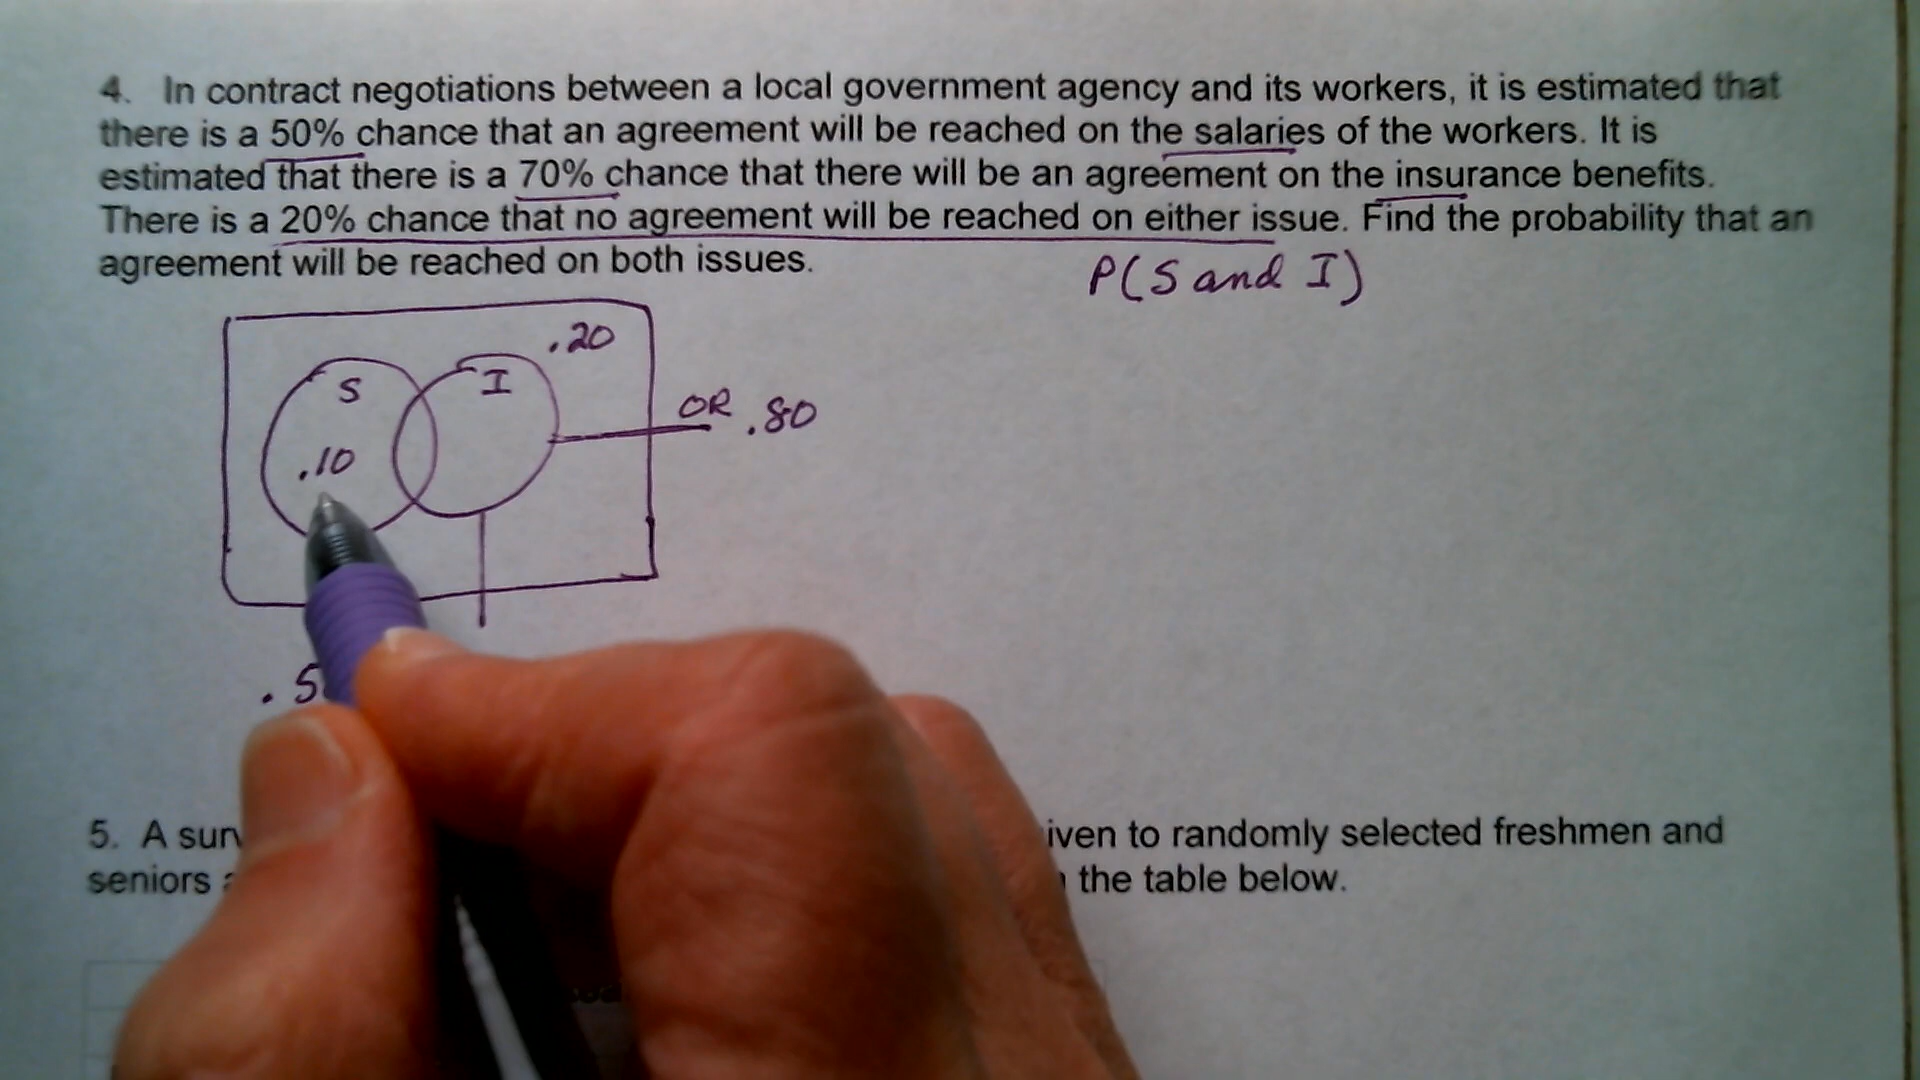 4. In contract negotiations between a local government agency and its workers, it is estimated that
there is a 50% chance that an agreement will be reached on the salaries of the workers. It is
estimated that there is a 70% chance that there will be an agreement on the insurance benefits.
There is a 20% chance that no agreement will be reached on either issue. Find the probability that an
agreement will be reached on both issues.
P(S and I)
.20
S I
OR .80
.10
.5
5. A iven to randomly selected freshmen and
seniors the table below.